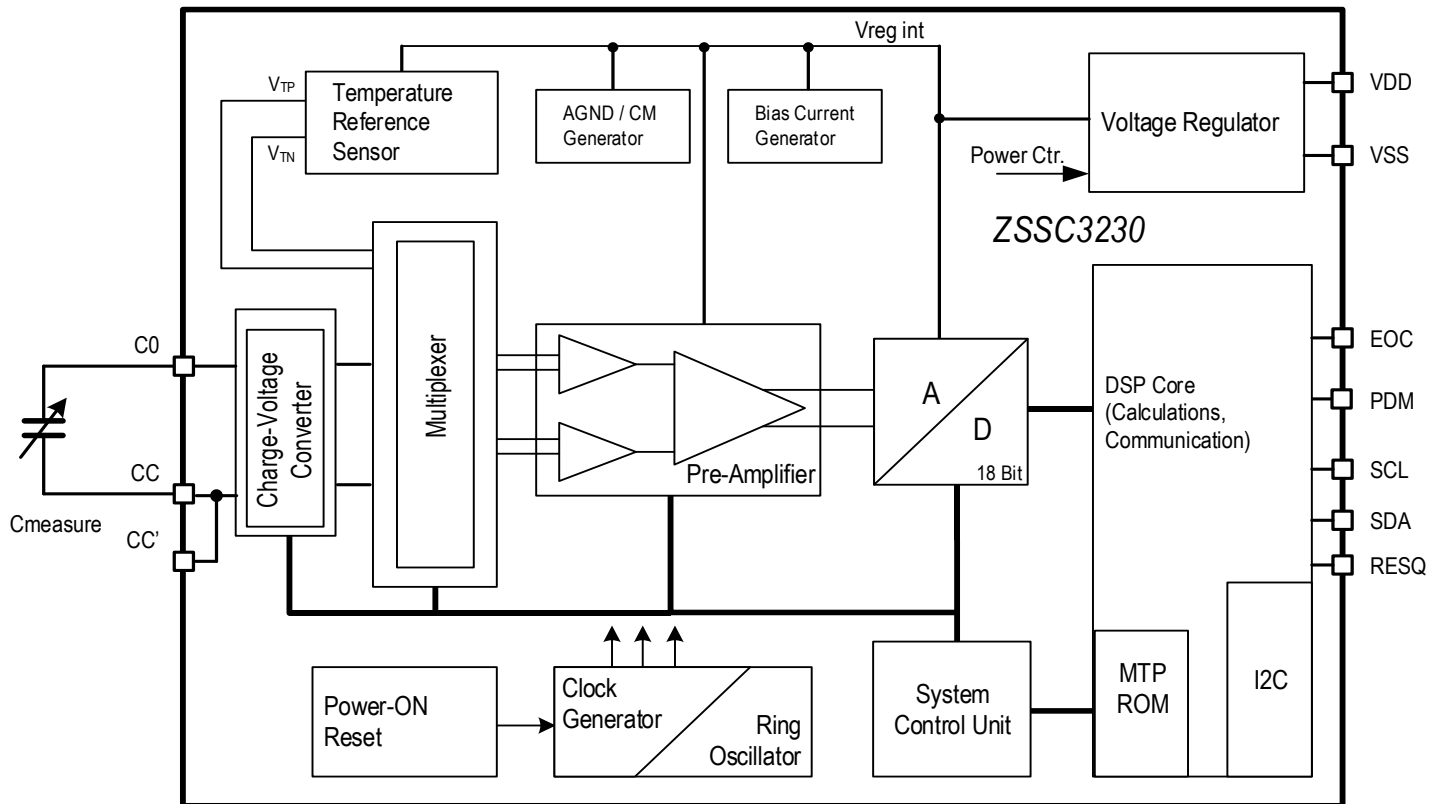 Vreg int
VTP
VTN
Temperature
Reference
Sensor
AGND / CM
Generator
Bias Current
Generator
Voltage Regulator
Power Ctr.
VDD
VSS
ZSSC3230
C0
CC
CC'
Cmeasure
Charge-Voltage
Converter
Multiplexer
Pre-Amplifier
A
D
18 Bit
DSP Core
(Calculations,
Communication)
EOC
PDM
SCL
SDA
RESQ
Power-ON
Reset
Clock
Generator
Ring
Oscillator
System
Control Unit
MTP
ROM
I2C